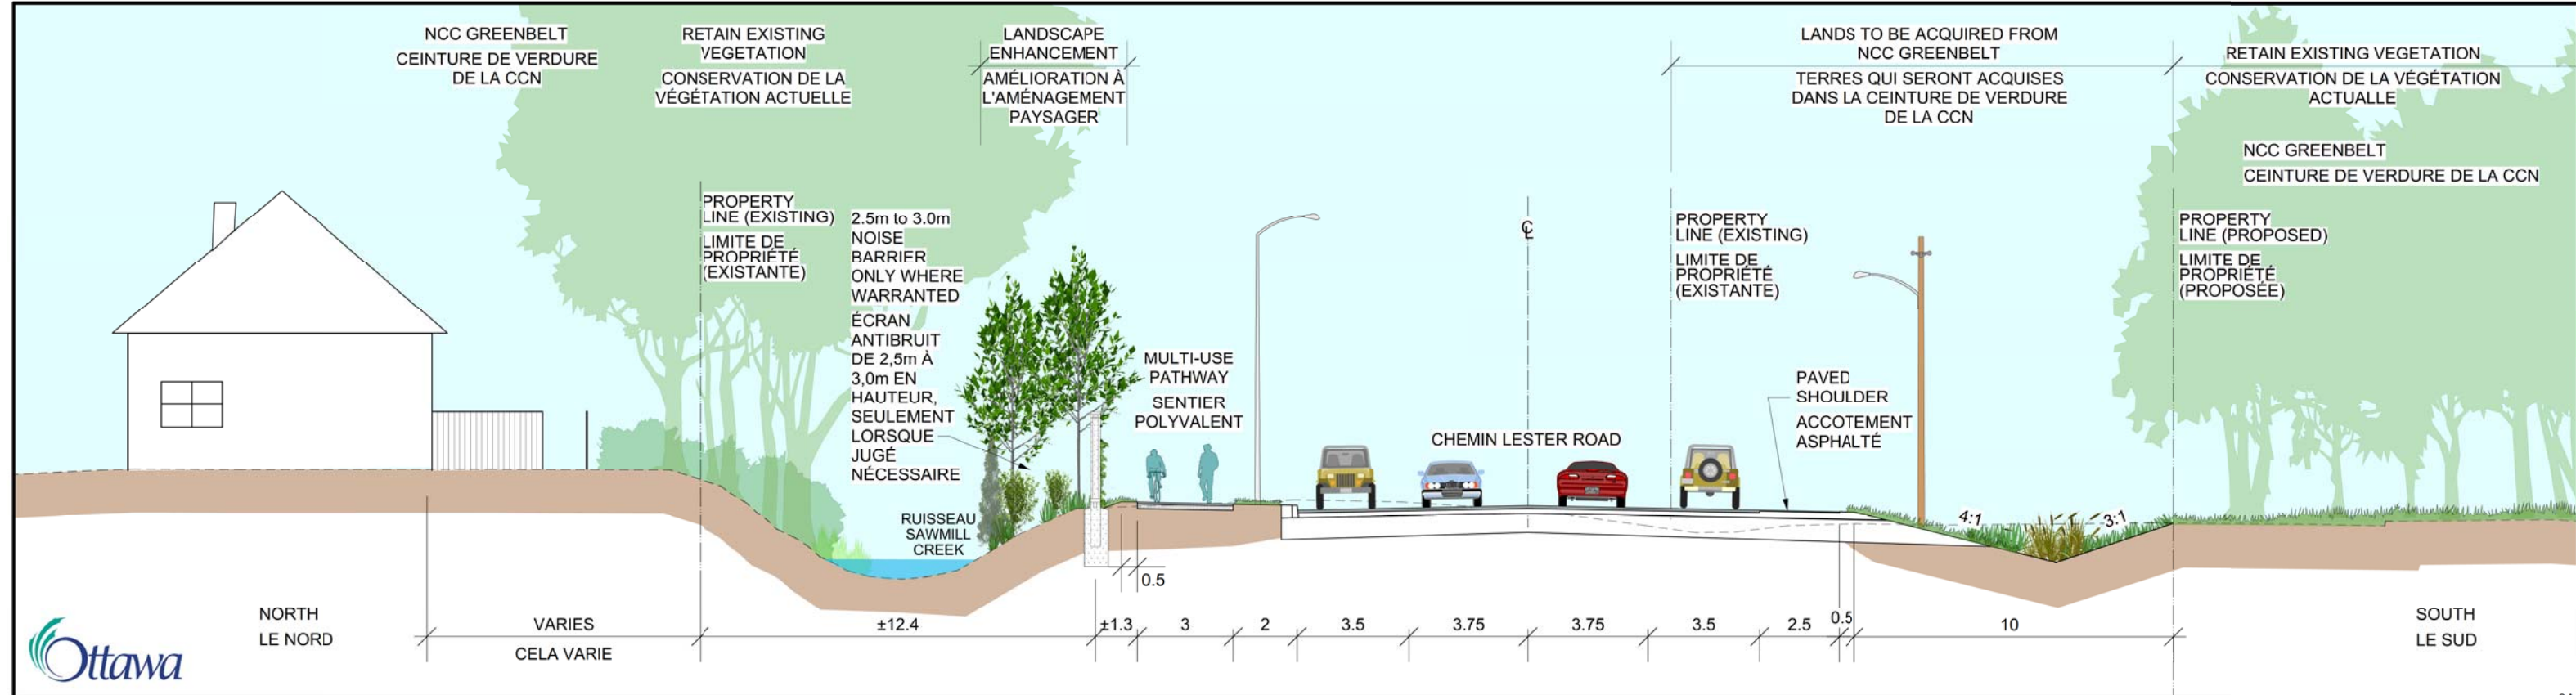 NCC GREENBELT
CEINTURE DE VERDURE
DE LA CCN
RETAIN EXISTING
VEGETATION
CONSERVATION DE LA
VÉGÉTATION ACTUELLE
LANDSCAPE
ENHANCEMENT
AMÉLIORATION À
L'AMÉNAGEMENT
PAYSAGER
LANDS TO BE ACQUIRED FROM
NCC GREENBELT
TERRES QUI SERONT ACQUISES
DANS LA CEINTURE DE VERDURE
DE LA CCN
RETAIN EXISTING VEGETATION
CONSERVATION DE LA VÉGÉTATION
ACTUALLE
NCC GREENBELT
CEINTURE DE VERDURE DE LA CCN
PROPERTY
LINE (EXISTING)
LIMITE DE
PROPRIÉTÉ
(EXISTANTE)
2.5m to 3.0m
NOISE
BARRIER
ONLY WHERE
WARRANTED
ÉCRAN
ANTIBRUIT
DE 2,5m À
3,0m EN
HAUTEUR,
SEULEMENT
LORSQUE
JUGÉ
NÉCESSAIRE
MULTI-USE
PATHWAY
SENTIER
POLYVALENT
℄
CHEMIN LESTER ROAD
PROPERTY
LINE (EXISTING)
LIMITE DE
PROPRIÉTÉ
(EXISTANTE)
PAVED
SHOULDER
ACCOTEMENT
ASPHALTÉ
PROPERTY
LINE (PROPOSED)
LIMITE DE
PROPRIÉTÉ
(PROPOSÉE)
RUISSEAU
SAWMILL
CREEK
4:1
3:1
0.5
NORTH
LE NORD
VARIES
CELA VARIE
±12.4
±1.3
3
2
3.5
3.75
3.75
3.5
2.5
0.5
10
SOUTH
LE SUD
Ottawa